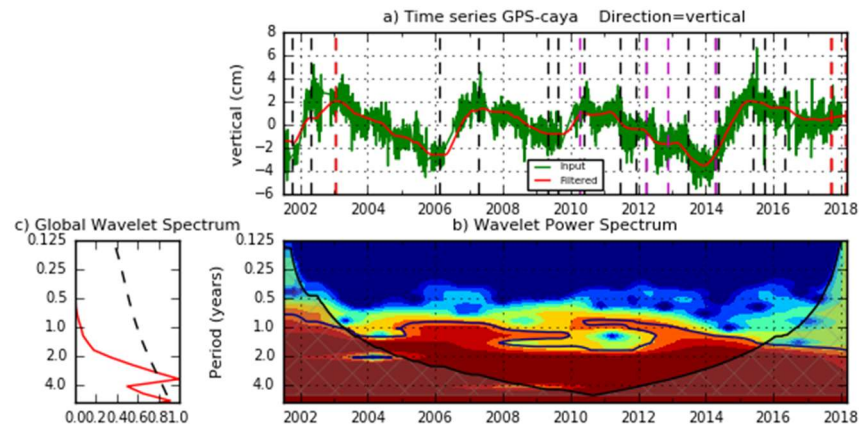 a) Time series GPS-caya Direction=vertical
8
6
4
2
0
−2
−4
−6
vertical (cm)
Input
Filtered
2002 2004 2006 2008 2010 2012 2014 2016 2018
c) Global Wavelet Spectrum
0.125
0.25
0.5
1.0
2.0
4.0
0.00.20.40.60.81.0
b) Wavelet Power Spectrum
Period (years)
0.125
0.25
0.5
1.0
2.0
4.0
2002 2004 2006 2008 2010 2012 2014 2016 2018